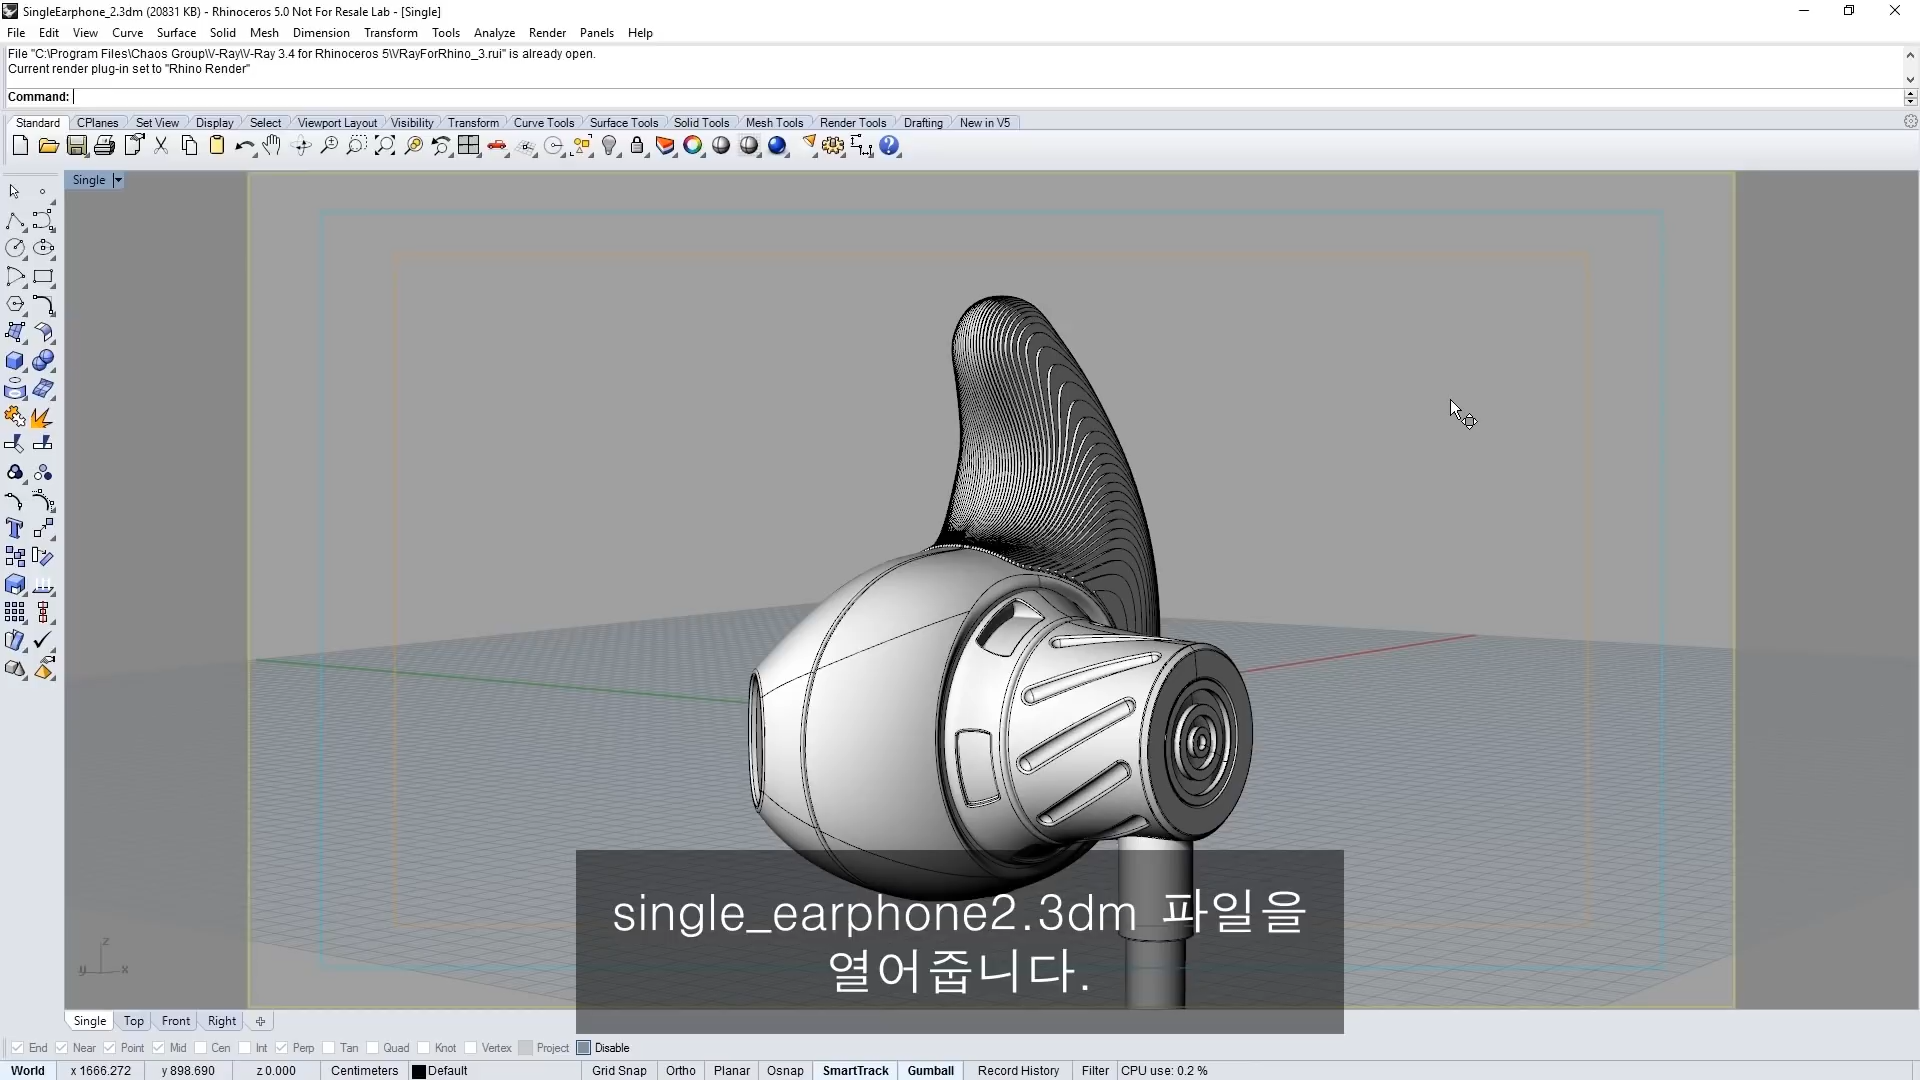 SingleEarphone_2.3dm (20831 KB) - Rhinoceros 5.0 Not For Resale Lab - [Single]
File Edit View Curve Surface Solid Mesh Dimension Transform Tools Analyze Render Panels Help
File "C:\Program Files\Chaos Group\V-Ray\V-Ray 3.4 for Rhinoceros 5\VRayForRhino_3.rui" is already open.
Current render plug-in set to "Rhino Render"
Command:
Standard CPlanes Set View Display Select Viewport Layout Visibility Transform Curve Tools Surface Tools Solid Tools Mesh Tools Render Tools Drafting New in V5
Single
single_earphone2.3dm 파일을
열어줍니다.
z
y x
Single Top Front Right
End Near Point Mid Cen Int Perp Tan Quad Knot Vertex Project Disable
World x 1666.272 y 898.690 z 0.000 Centimeters Default Grid Snap Ortho Planar Osnap SmartTrack Gumball Record History Filter CPU use: 0.2 %